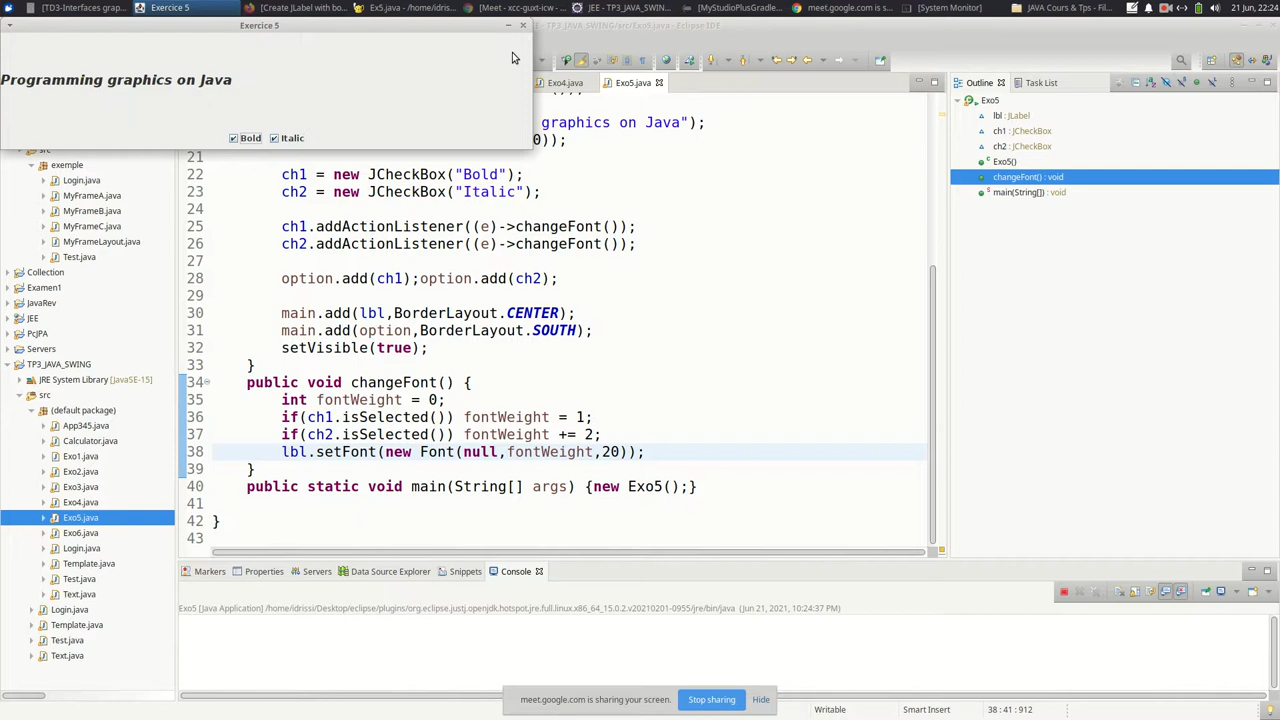 [TD3-Interfaces grap...
Exercice 5
[Create JLabel with bo...
Ex5.java - /home/idris...
[Meet - xcc-guxt-icw - ...
JEE - TP3_JAVA_SWIN...
[MyStudioPlusGradle...
meet.google.com is s...
[System Monitor]
JAVA Cours & Tps - Fil...
21 Jun, 22:24
Exercice 5
TP3_JAVA_SWING/src/Exo5.java - Eclipse IDE
Programming graphics on Java
Bold
Italic
Exo4.java
Exo5.java
Outline
Task List
Exo5
lbl : JLabel
ch1 : JCheckBox
ch2 : JCheckBox
Exo5()
changeFont() : void
main(String[]) : void
src
exemple
Login.java
MyFrameA.java
MyFrameB.java
MyFrameC.java
MyFrameLayout.java
Test.java
Collection
Examen1
JavaRev
JEE
PcJPA
Servers
TP3_JAVA_SWING
JRE System Library [JavaSE-15]
src
(default package)
App345.java
Calculator.java
Exo1.java
Exo2.java
Exo3.java
Exo4.java
Exo5.java
Exo6.java
Login.java
Template.java
Test.java
Text.java
Login.java
Template.java
Test.java
Text.java
graphics on Java");
0));
21
22 ch1 = new JCheckBox("Bold");
23 ch2 = new JCheckBox("Italic");
24
25 ch1.addActionListener((e)->changeFont());
26 ch2.addActionListener((e)->changeFont());
27
28 option.add(ch1);option.add(ch2);
29
30 main.add(lbl,BorderLayout.CENTER);
31 main.add(option,BorderLayout.SOUTH);
32 setVisible(true);
33 }
34 public void changeFont() {
35 int fontWeight = 0;
36 if(ch1.isSelected()) fontWeight = 1;
37 if(ch2.isSelected()) fontWeight += 2;
38 lbl.setFont(new Font(null,fontWeight,20));
39 }
40 public static void main(String[] args) {new Exo5();}
41
42 }
43
Markers
Properties
Servers
Data Source Explorer
Snippets
Console
Exo5 [Java Application] /home/idrissi/Desktop/eclipse/plugins/org.eclipse.justj.openjdk.hotspot.jre.full.linux.x86_64_15.0.2.v20210201-0955/jre/bin/java (Jun 21, 2021, 10:24:37 PM)
meet.google.com is sharing your screen.
Stop sharing
Hide
Writable
Smart Insert
38 : 41 : 912